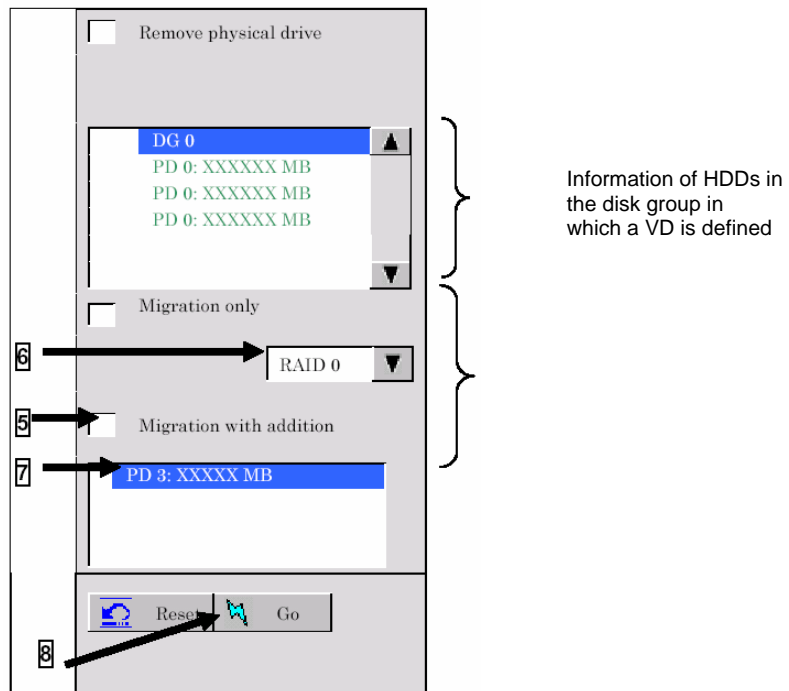 Remove physical drive
DG 0
PD 0: XXXXXX MB
PD 0: XXXXXX MB
PD 0: XXXXXX MB
Information of HDDs in
the disk group in
which a VD is defined
Migration only
6
RAID 0
5
Migration with addition
7
PD 3: XXXXX MB
Reset
Go
8